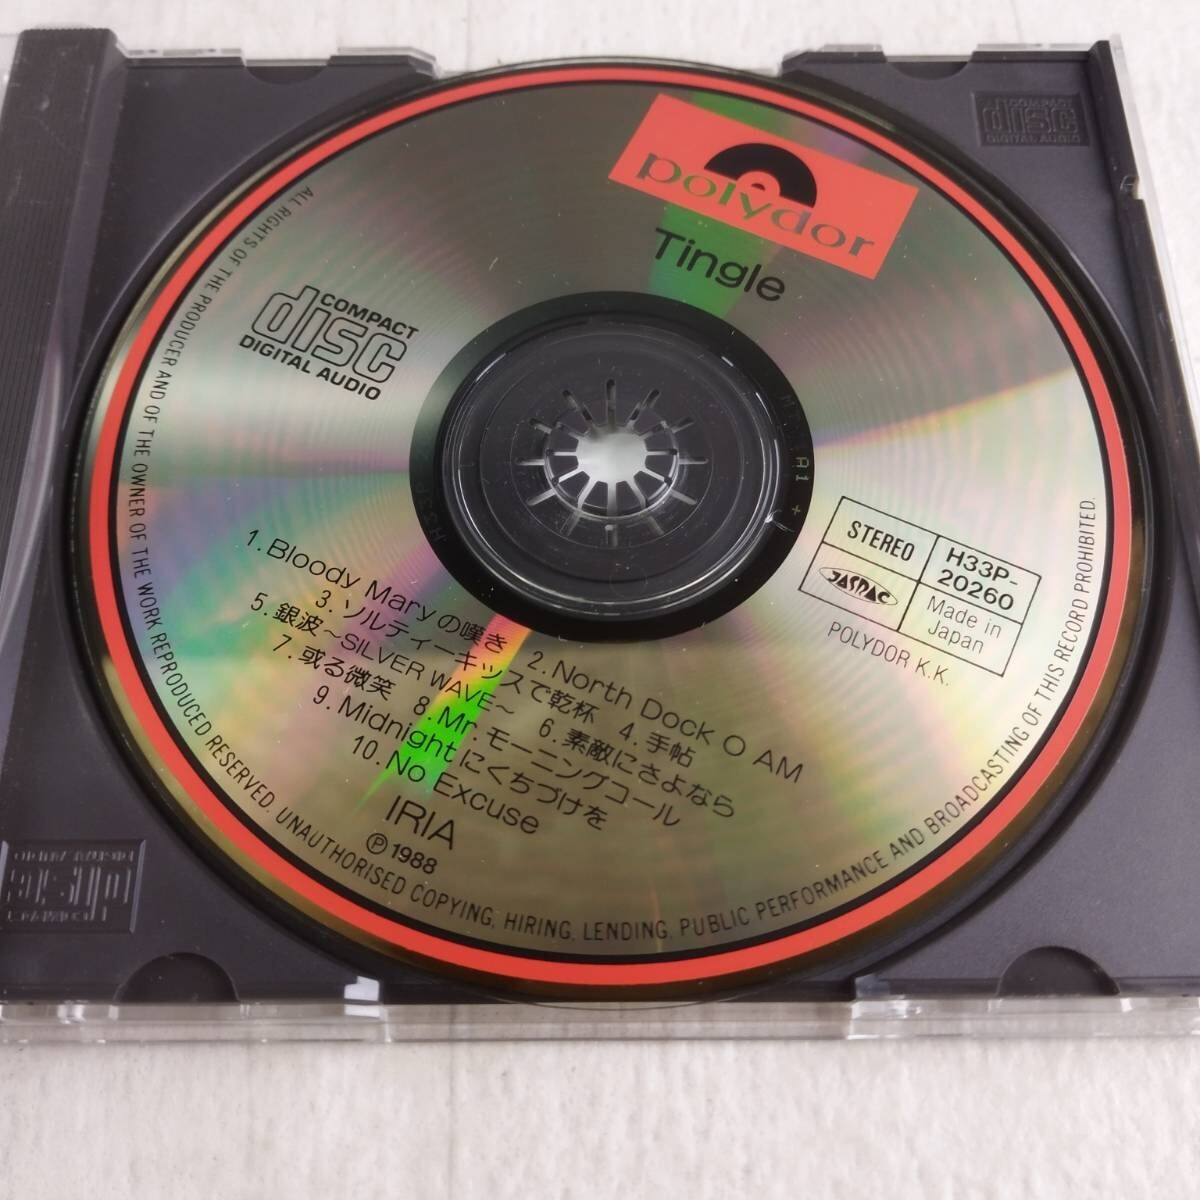 polydor
Tingle
COMPACT
disc
DIGITAL AUDIO
STEREO
H33P-
20260
JASRAC
Made in
Japan
POLYDOR K.K.
1. Bloody Maryの嘆き 2. North Dock O AM
3. ソルティーキッスで乾杯 4. 手帖
5. 銀波~SILVER WAVE~ 6. 素敵にさよなら
7. 或る微笑 8. Mr. モーニングコール
9. Midnightにくちづけを
10. No Excuse
IRIA
℗1988
ALL RIGHTS OF THE PRODUCER AND OF THE OWNER OF THE WORK REPRODUCED RESERVED. UNAUTHORISED COPYING, HIRING, LENDING, PUBLIC PERFORMANCE AND BROADCASTING OF THIS RECORD PROHIBITED.
COMPACT
disc
DIGITAL AUDIO
COMPACT
disc
DIGITAL AUDIO